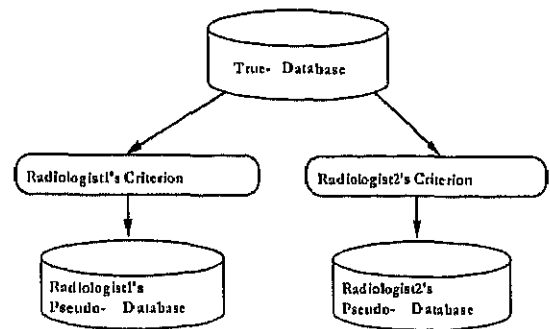 True- Database
Radiologist1's Criterion
Radiologist2's Criterion
Radiologist1's
Pseudo- Database
Radiologist2's
Pseudo- Database